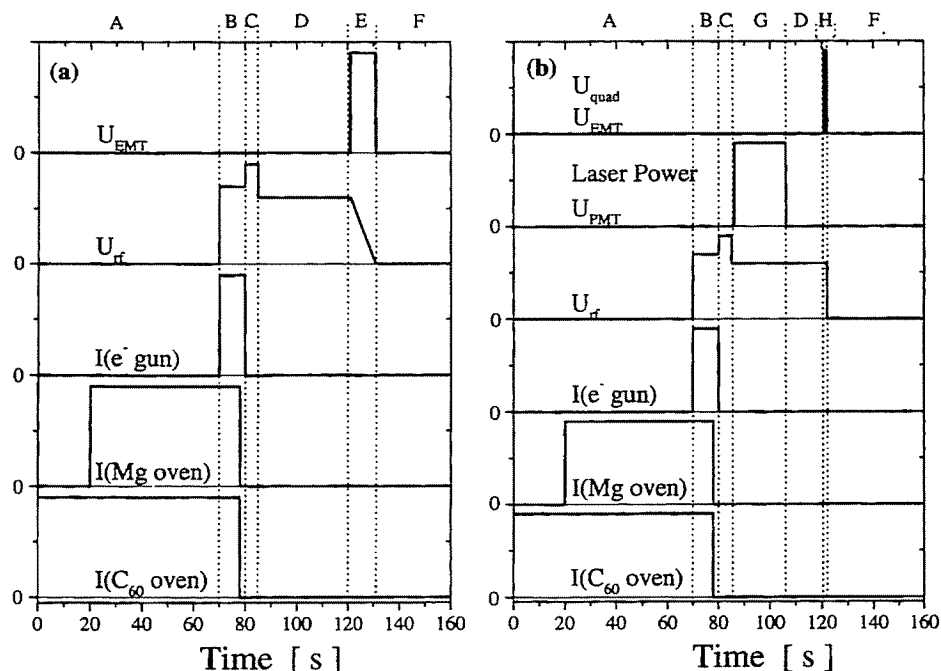 A B C D E F
(a)
U_EMT
0
U_rf
0
I(e⁻ gun)
0
I(Mg oven)
0
I(C₆₀ oven)
0
0 20 40 60 80 100 120 140 160
Time [ s ]
A B C G D H F
(b)
U_quad
U_EMT
0
Laser Power
U_PMT
0
U_rf
0
I(e⁻ gun)
0
I(Mg oven)
0
I(C₆₀ oven)
0
0 20 40 60 80 100 120 140 160
Time [ s ]